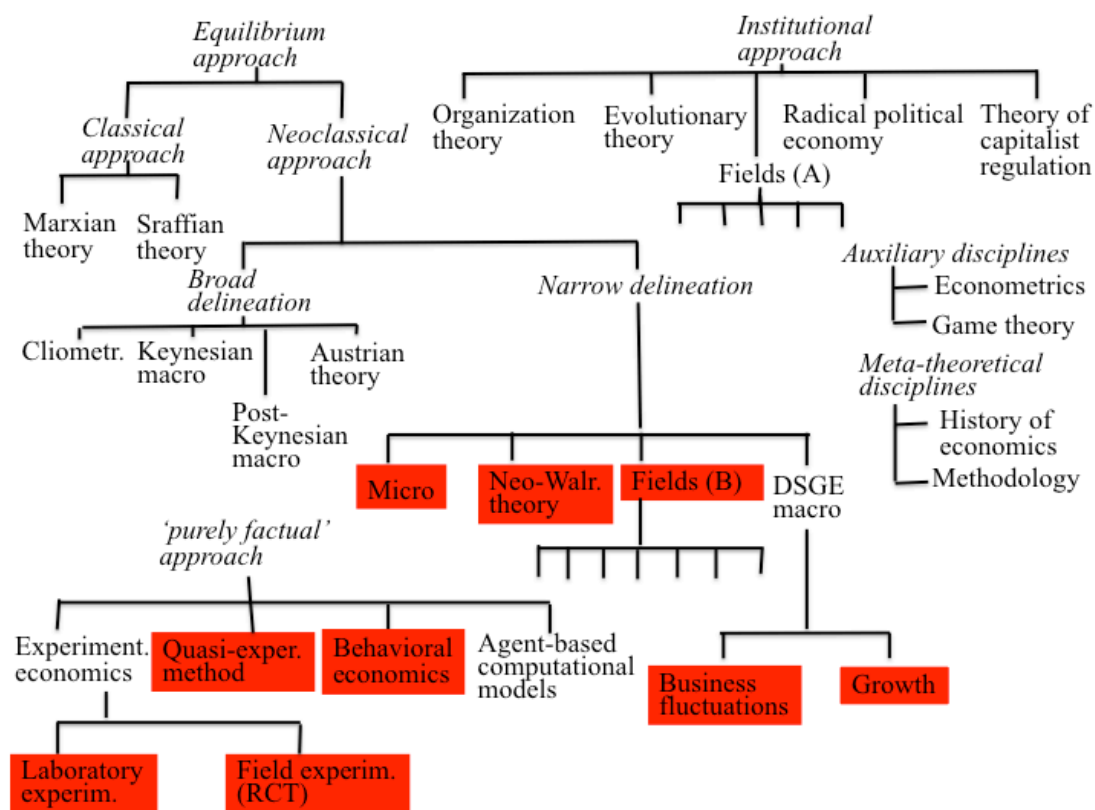 Equilibrium
approach
Institutional
approach
Classical
approach
Neoclassical
approach
Organization
theory
Evolutionary
theory
Radical political
economy
Theory of
capitalist
regulation
Fields (A)
Marxian
theory
Sraffian
theory
Broad
delineation
Narrow delineation
Auxiliary disciplines
Econometrics
Game theory
Cliometr.
Keynesian
macro
Austrian
theory
Post-
Keynesian
macro
Meta-theoretical
disciplines
History of
economics
Methodology
Micro
Neo-Walr.
theory
Fields (B)
DSGE
macro
‘purely factual’
approach
Experiment.
economics
Quasi-exper.
method
Behavioral
economics
Agent-based
computational
models
Business
fluctuations
Growth
Laboratory
experim.
Field experim.
(RCT)